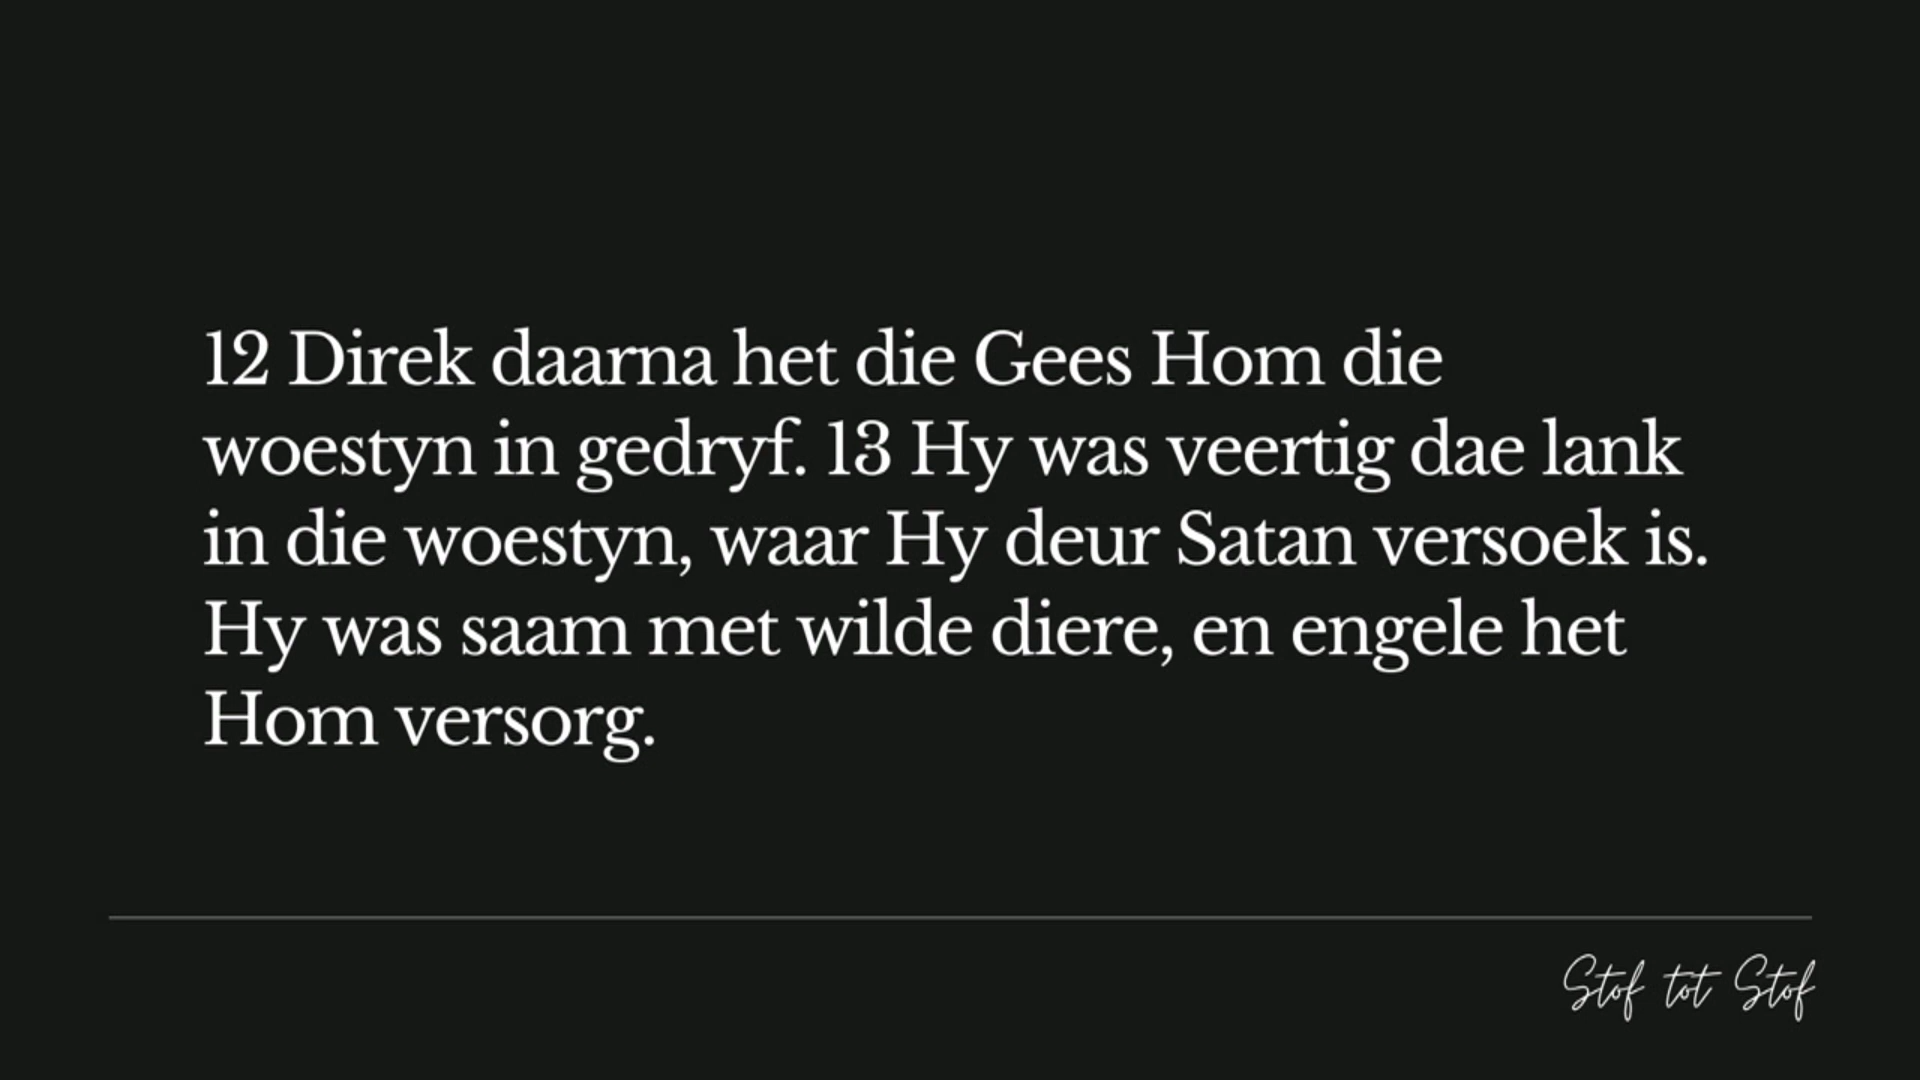 12 Direk daarna het die Gees Hom die
woestyn in gedryf. 13 Hy was veertig dae lank
in die woestyn, waar Hy deur Satan versoek is.
Hy was saam met wilde diere, en engele het
Hom versorg.
Stof tot Stof